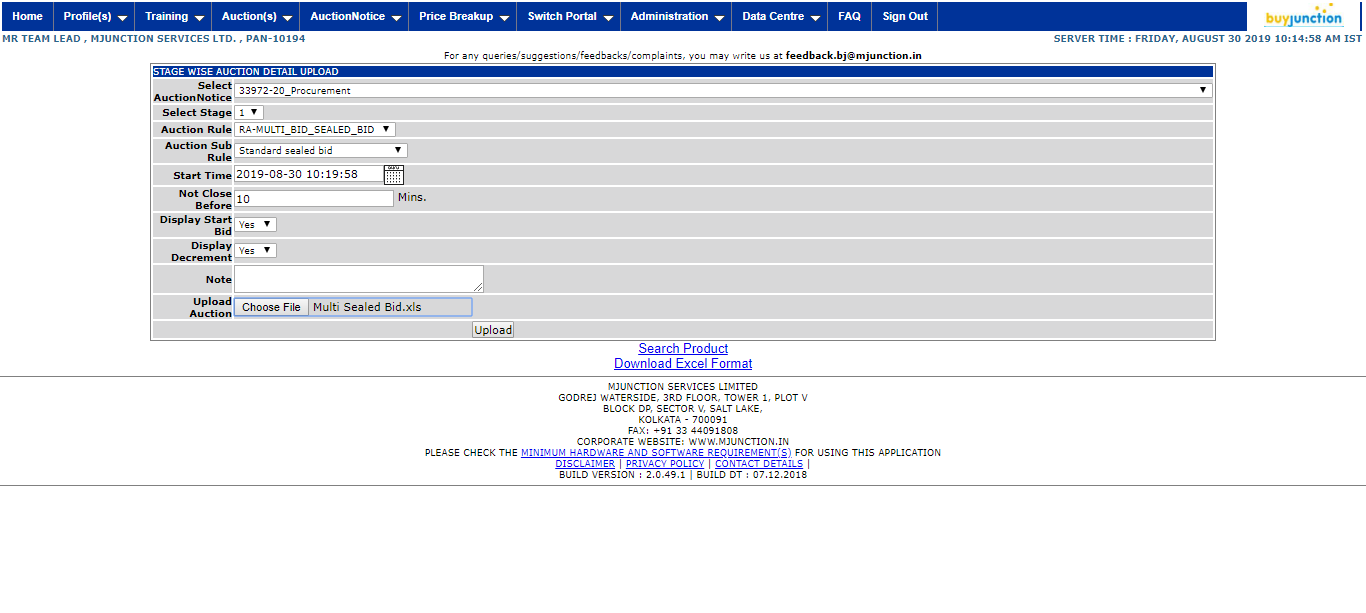 Home Profile(s) Training Auction(s) AuctionNotice Price Breakup Switch Portal Administration Data Centre FAQ Sign Out buyjunction
MR TEAM LEAD , MJUNCTION SERVICES LTD. , PAN-10194 SERVER TIME : FRIDAY, AUGUST 30 2019 10:14:58 AM IST
For any queries/suggestions/feedbacks/complaints, you may write us at feedback.bj@mjunction.in
STAGE WISE AUCTION DETAIL UPLOAD
Select AuctionNotice 33972-20_Procurement
Select Stage 1
Auction Rule RA-MULTI_BID_SEALED_BID
Auction Sub Rule Standard sealed bid
Start Time 2019-08-30 10:19:58
Not Close Before 10 Mins.
Display Start Bid Yes
Display Decrement Yes
Note
Upload Auction Choose File Multi Sealed Bid.xls
Upload
Search Product
Download Excel Format
MJUNCTION SERVICES LIMITED
GODREJ WATERSIDE, 3RD FLOOR, TOWER 1, PLOT V
BLOCK DP, SECTOR V, SALT LAKE,
KOLKATA - 700091
FAX: +91 33 44091808
CORPORATE WEBSITE: WWW.MJUNCTION.IN
PLEASE CHECK THE MINIMUM HARDWARE AND SOFTWARE REQUIREMENT(S) FOR USING THIS APPLICATION
DISCLAIMER | PRIVACY POLICY | CONTACT DETAILS |
BUILD VERSION : 2.0.49.1 | BUILD DT : 07.12.2018